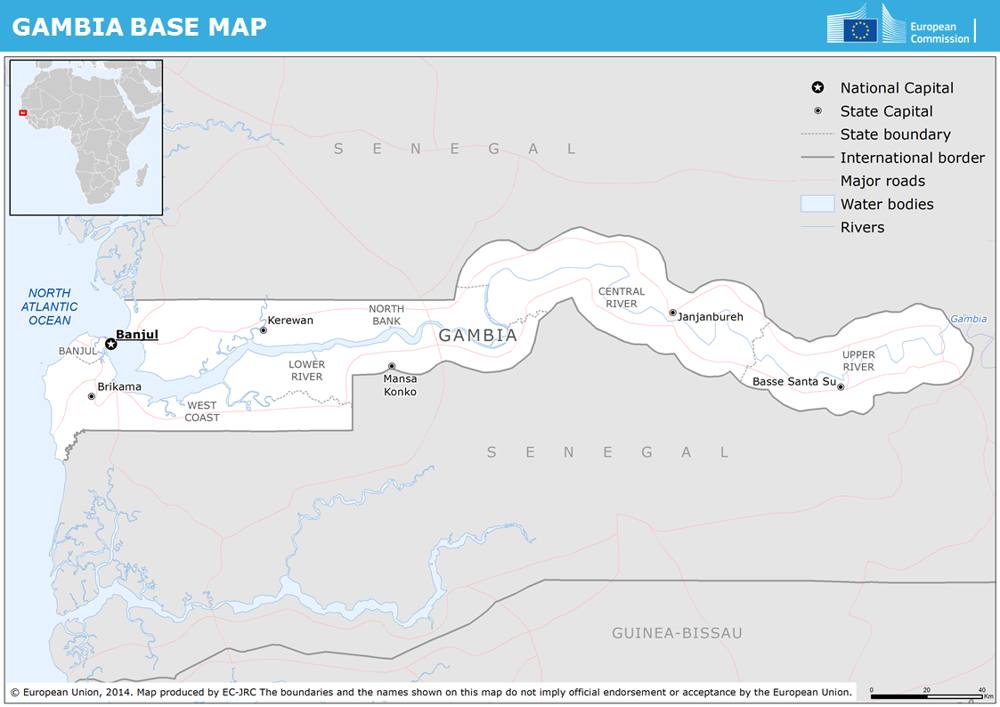 GAMBIA BASE MAP
European
Commission
National Capital
State Capital
State boundary
International border
Major roads
Water bodies
Rivers
S E N E G A L
NORTH
ATLANTIC
OCEAN
Banjul
BANJUL
Brikama
Kerewan
NORTH
BANK
GAMBIA
LOWER
RIVER
WEST
COAST
Mansa
Konko
CENTRAL
RIVER
Janjanbureh
Gambia
UPPER
RIVER
Basse Santa Su
S E N E G A L
GUINEA-BISSAU
© European Union, 2014. Map produced by EC-JRC The boundaries and the names shown on this map do not imply official endorsement or acceptance by the European Union.
0 20 40
Km